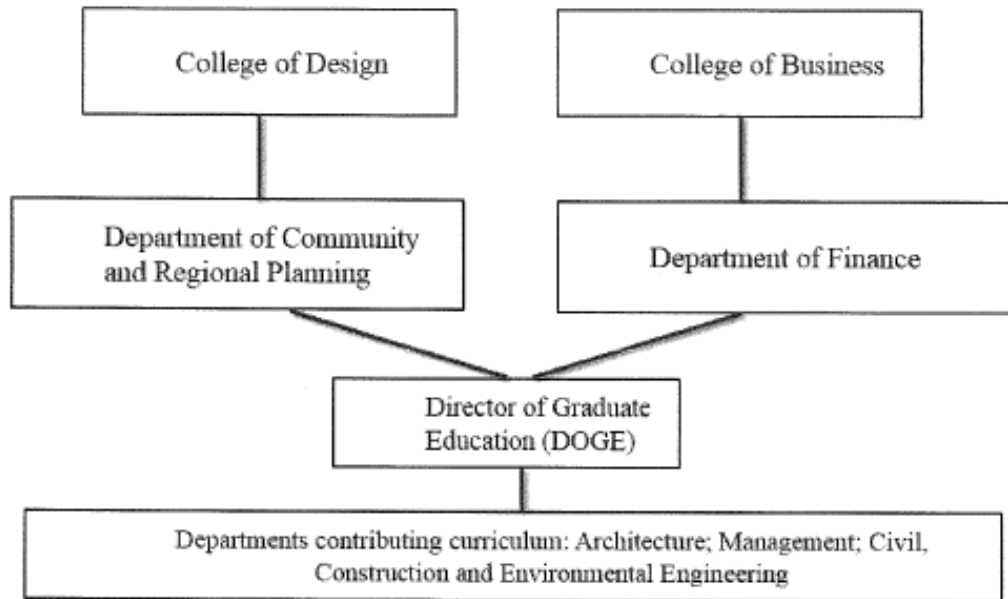 College of Design
College of Business
Department of Community
and Regional Planning
Department of Finance
Director of Graduate
Education (DOGE)
Departments contributing curriculum: Architecture; Management; Civil,
Construction and Environmental Engineering